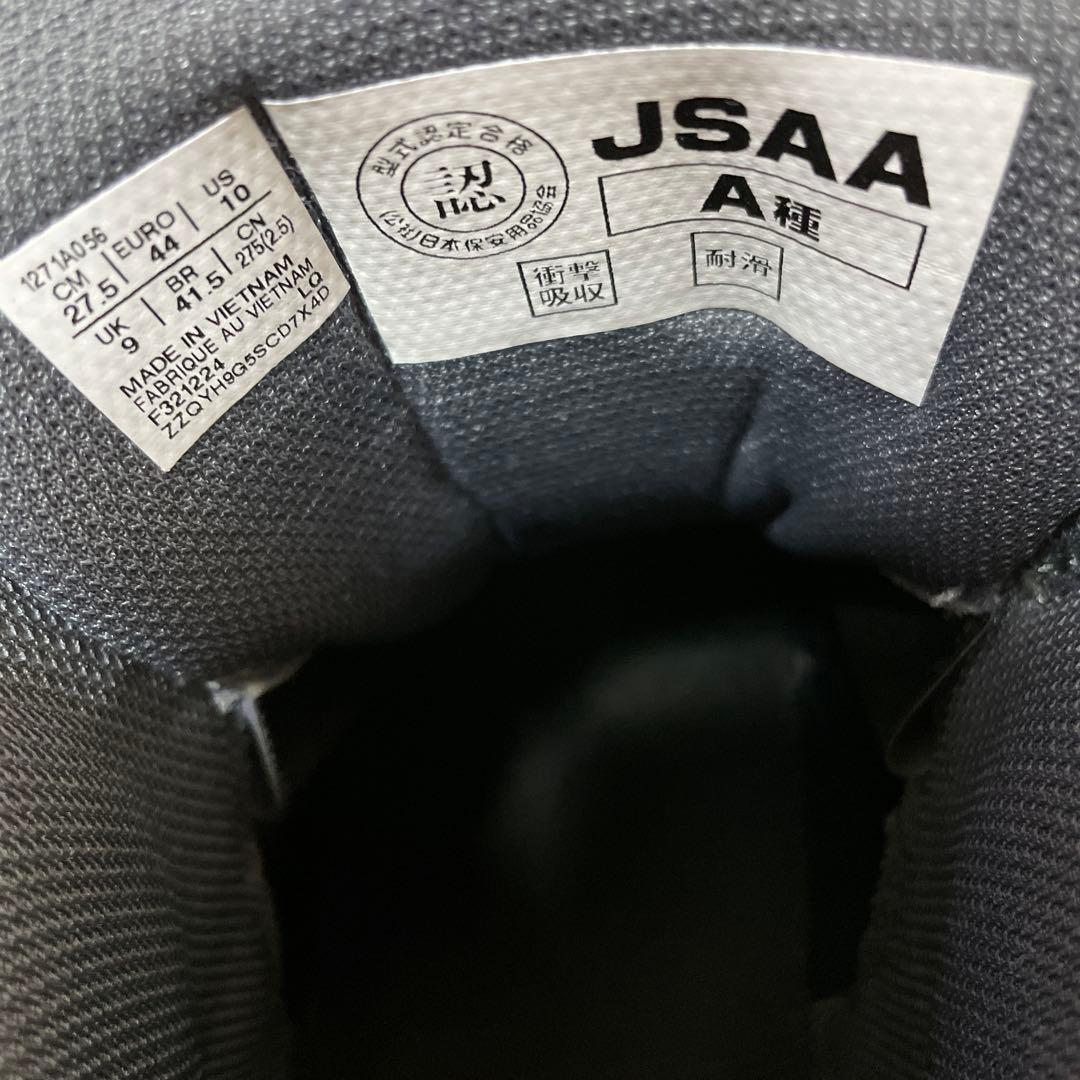 1271A056
CM EURO US
27.5 44 10
UK BR CN
9 41.5 275(2.5)
MADE IN VIETNAM
FABRIQUE AU VIETNAM
F321224 LQ
ZZQYH9G5SCD7X4D
型式認定合格
認
(公社)日本保安用品協会
JSAA
A種
衝撃
吸収
耐滑